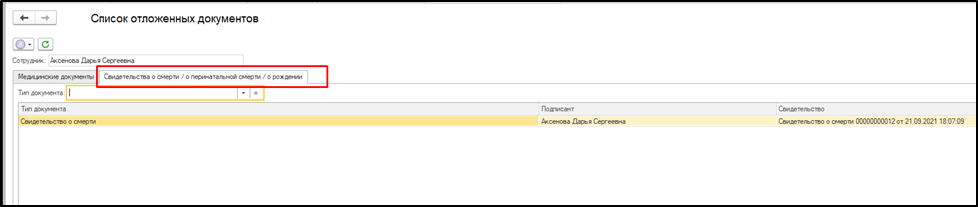 Список отложенных документов
Сотрудник: Аксенова Дарья Сергеевна
Медицинские документы Свидетельства о смерти / о перинатальной смерти / о рождении
Тип документа:
Тип документа Подписант Свидетельство
Свидетельство о смерти Аксенова Дарья Сергеевна Свидетельство о смерти 00000000012 от 21.09.2021 18:07:09